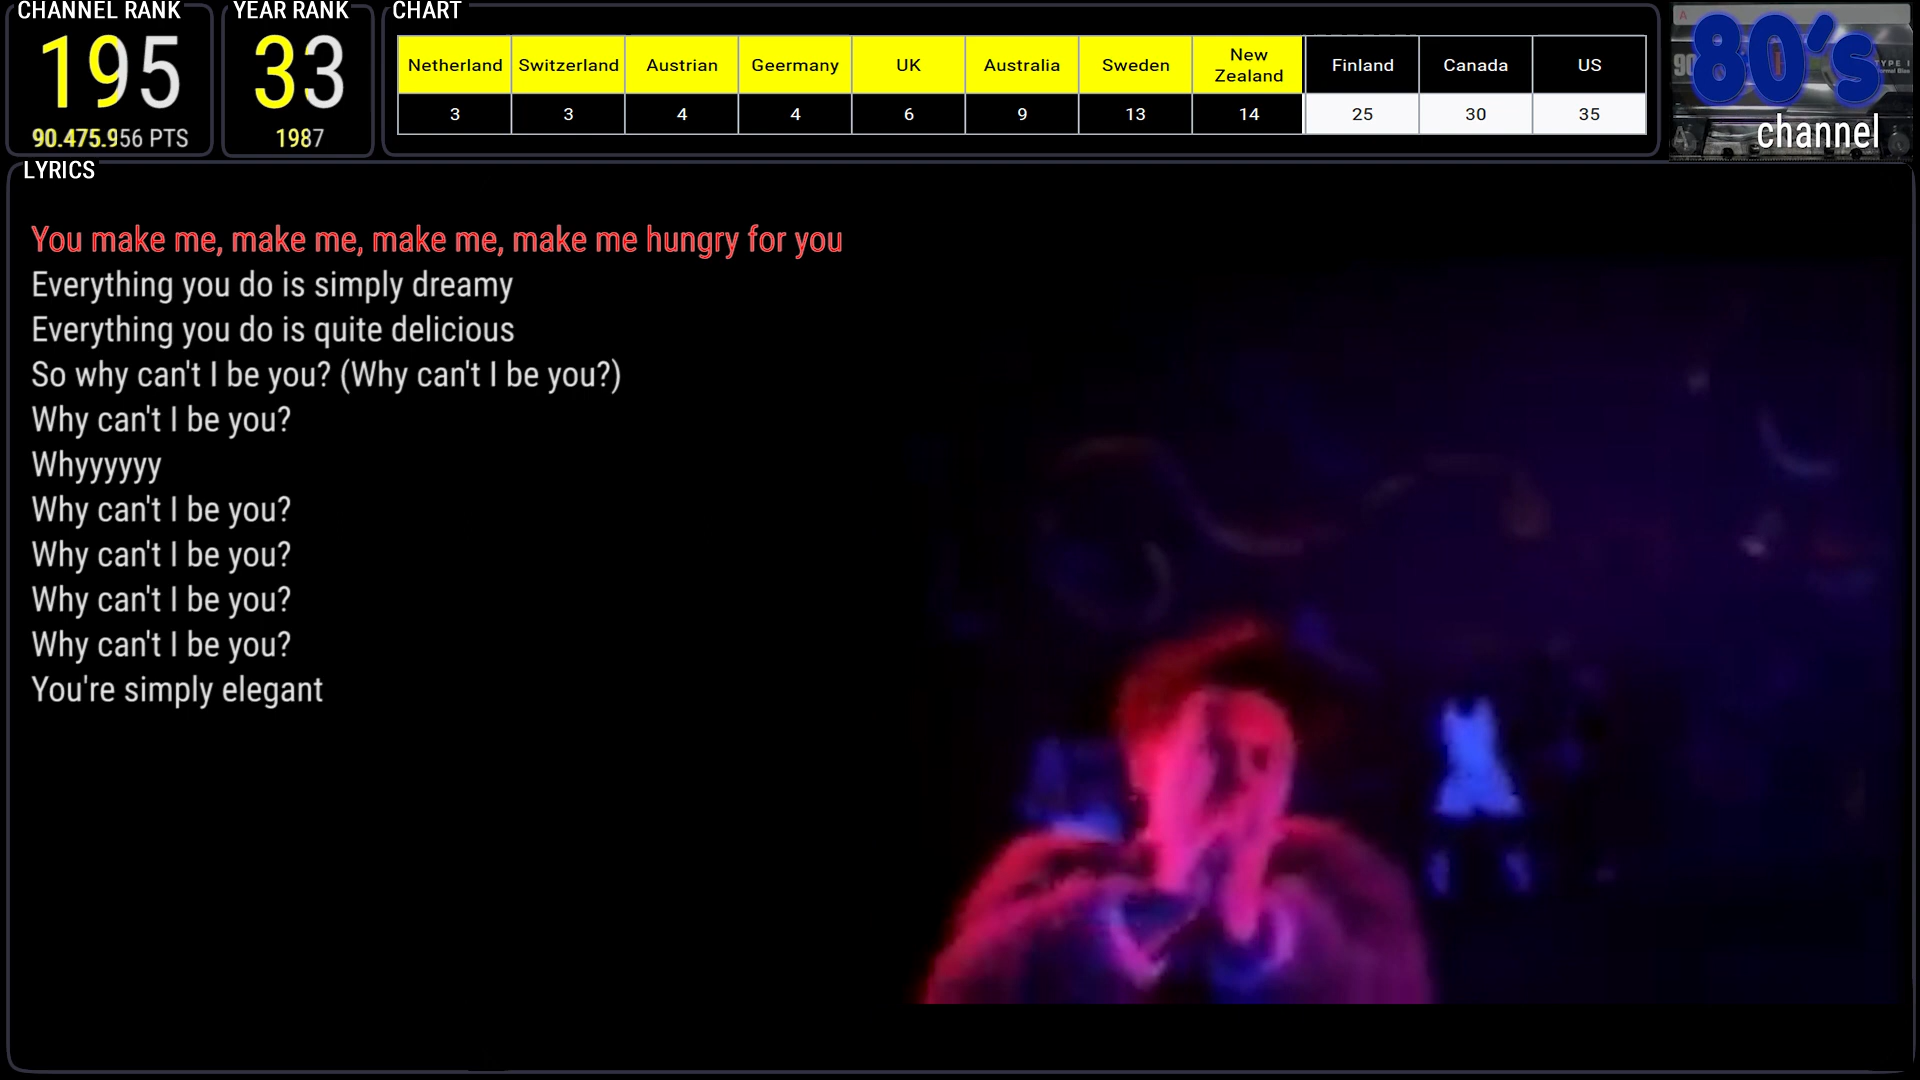 CHANNEL RANK
195
90.475.956 PTS
YEAR RANK
33
1987
CHART
Netherland Switzerland Austrian Geermany UK Australia Sweden New Zealand Finland Canada US
3 3 4 4 6 9 13 14 25 30 35
80's
channel
LYRICS
You make me, make me, make me, make me hungry for you
Everything you do is simply dreamy
Everything you do is quite delicious
So why can't I be you? (Why can't I be you?)
Why can't I be you?
Whyyyyyy
Why can't I be you?
Why can't I be you?
Why can't I be you?
Why can't I be you?
You're simply elegant